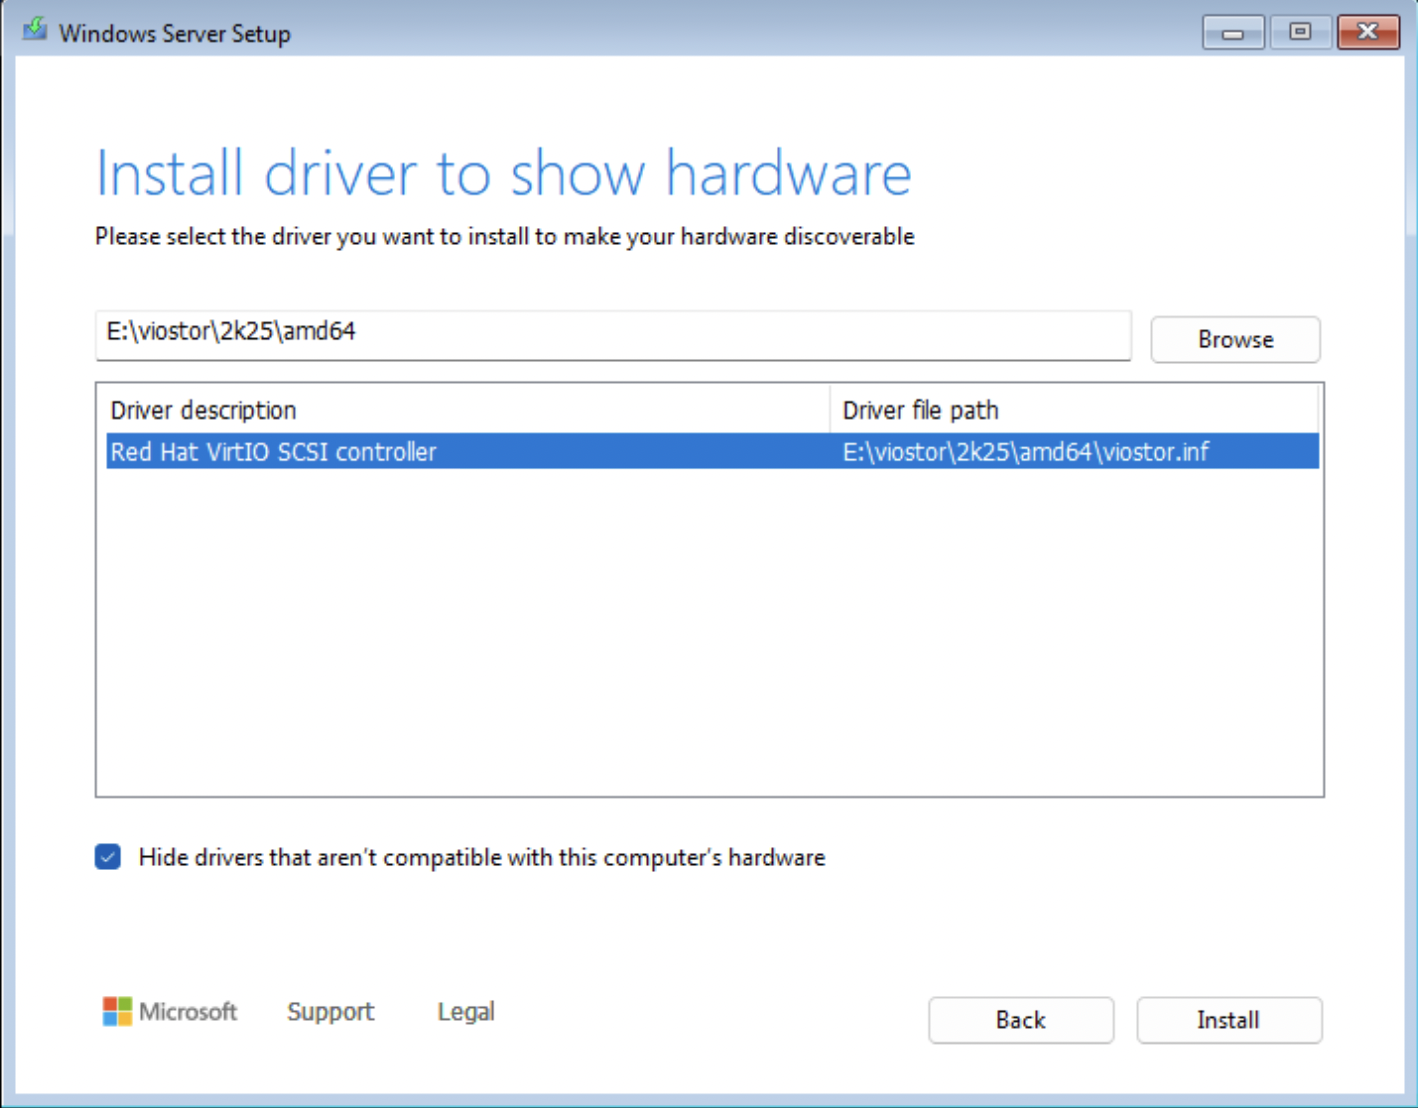 Windows Server Setup
Install driver to show hardware
Please select the driver you want to install to make your hardware discoverable
E:\viostor\2k25\amd64
Browse
Driver description Driver file path
Red Hat VirtIO SCSI controller E:\viostor\2k25\amd64\viostor.inf
Hide drivers that aren't compatible with this computer's hardware
Microsoft Support Legal
Back Install